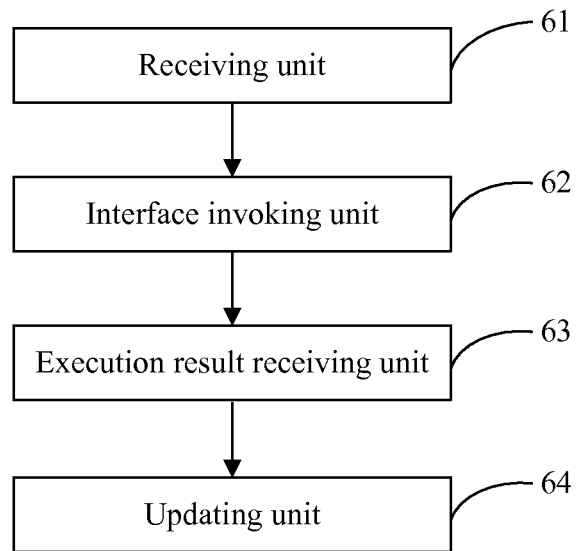 61
Receiving unit
62
Interface invoking unit
63
Execution result receiving unit
64
Updating unit